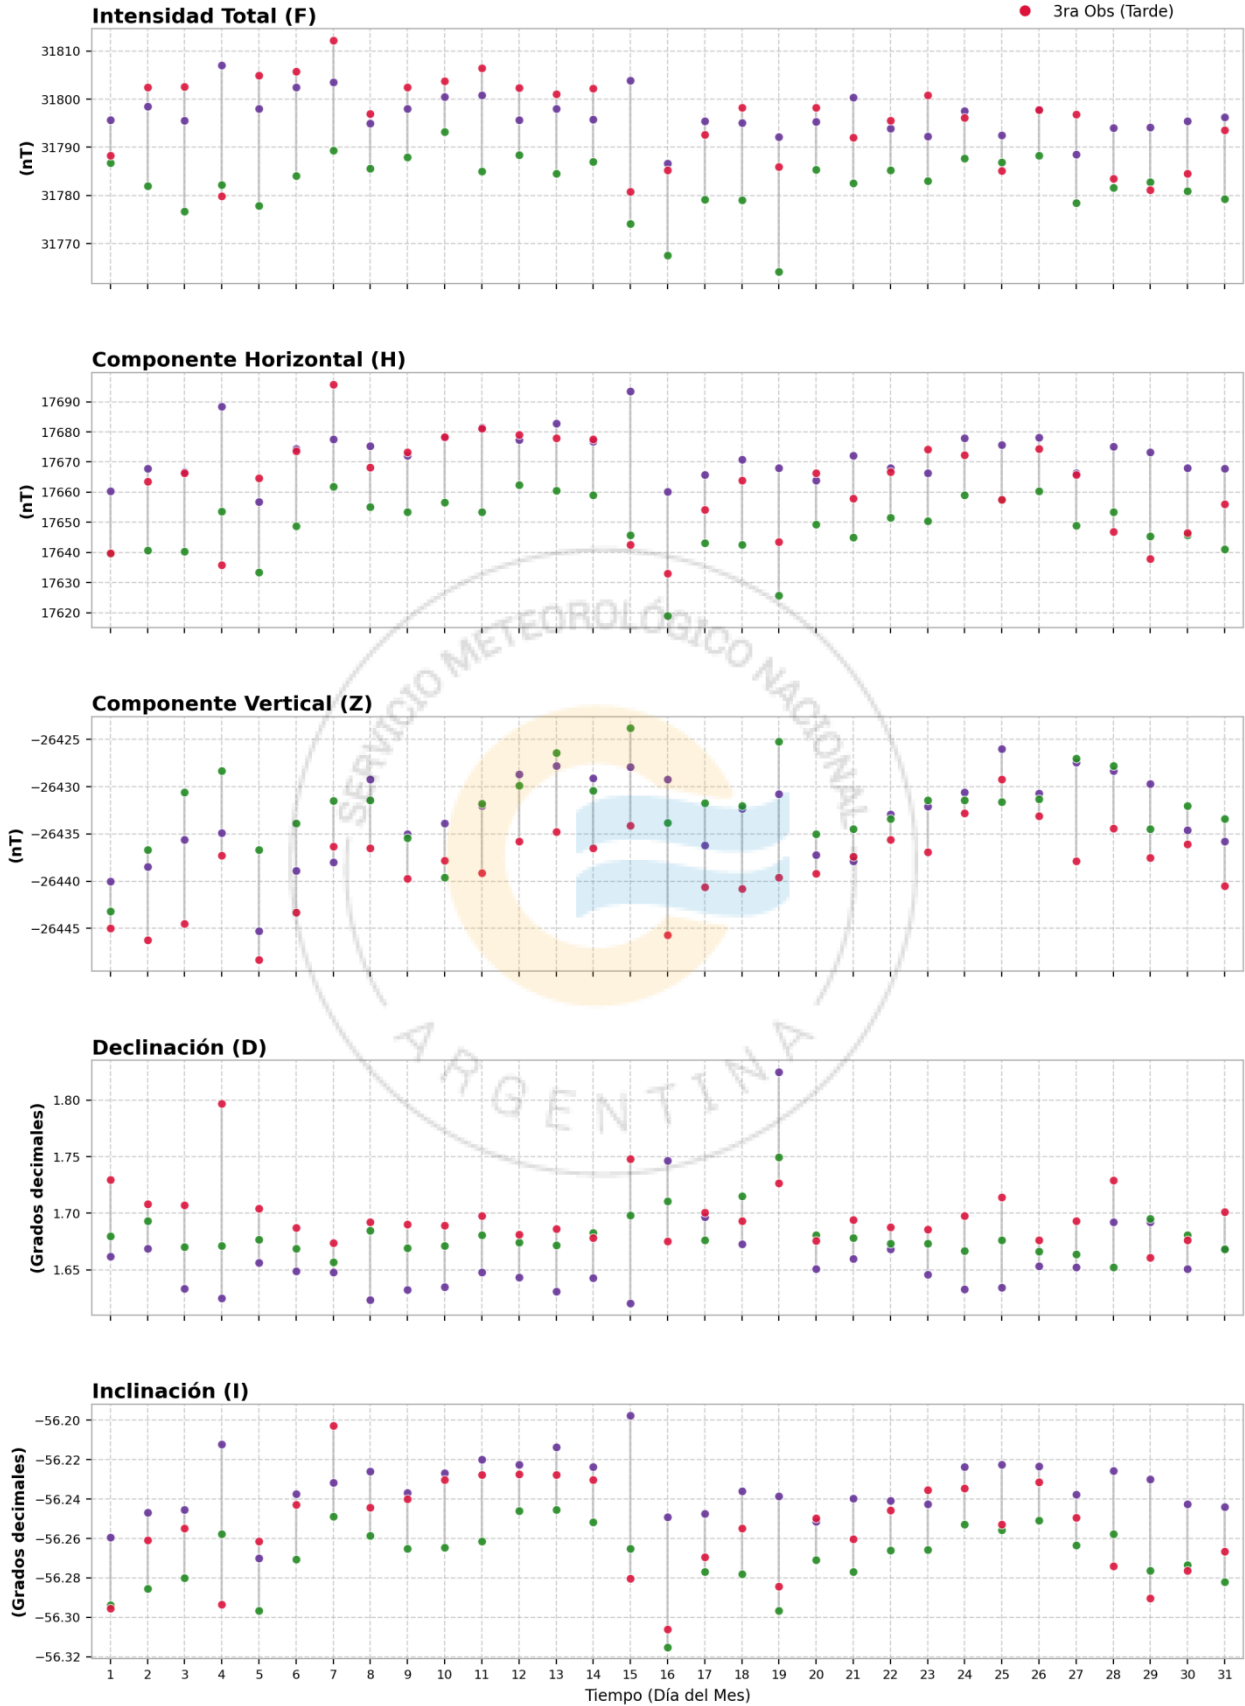 3ra Obs (Tarde)
Intensidad Total (F)
31810
31800
31790
31780
31770
(nT)
Componente Horizontal (H)
17690
17680
17670
17660
17650
17640
17630
17620
(nT)
Componente Vertical (Z)
−26425
−26430
−26435
−26440
−26445
(nT)
SERVICIO METEOROLÓGICO NACIONAL
ARGENTINA
Declinación (D)
1.80
1.75
1.70
1.65
(Grados decimales)
Inclinación (I)
−56.20
−56.22
−56.24
−56.26
−56.28
−56.30
−56.32
(Grados decimales)
1 2 3 4 5 6 7 8 9 10 11 12 13 14 15 16 17 18 19 20 21 22 23 24 25 26 27 28 29 30 31
Tiempo (Día del Mes)